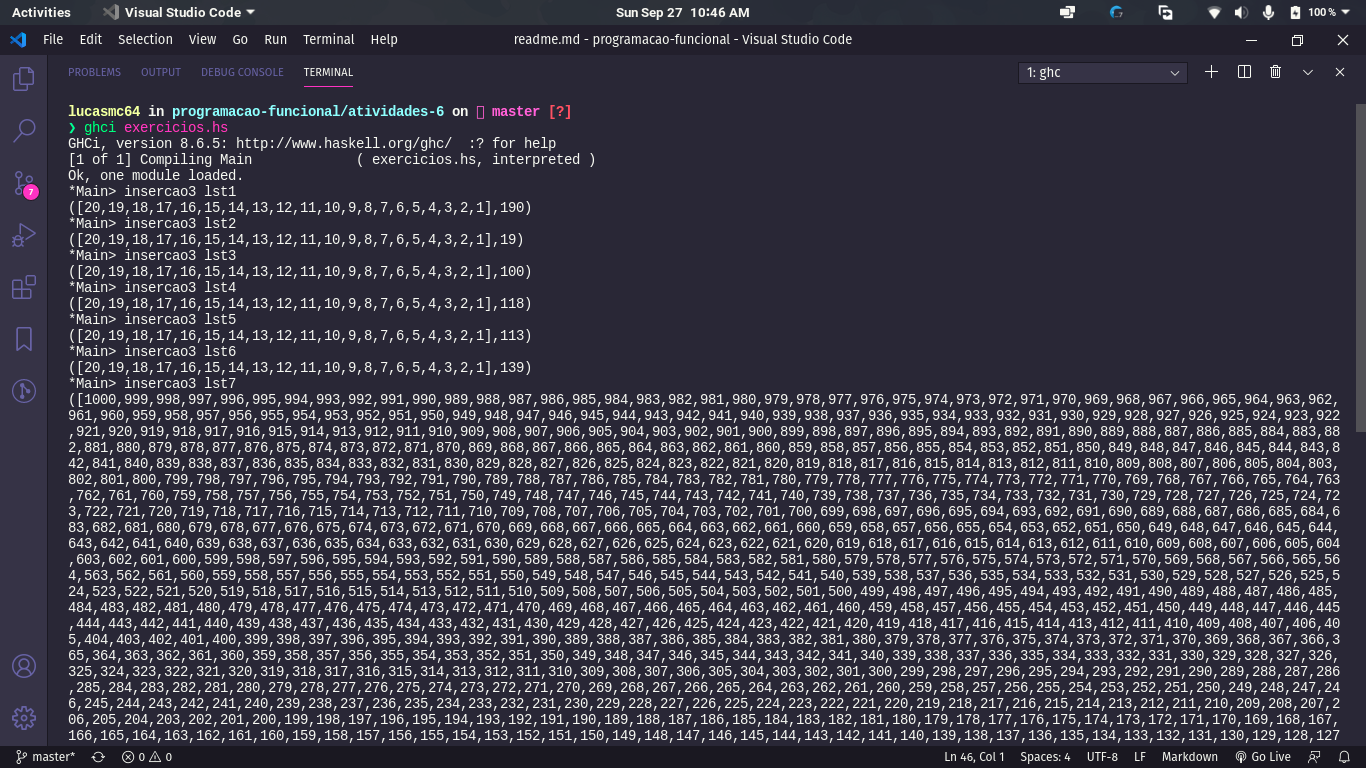 Activities
Visual Studio Code
Sun Sep 27 10:46 AM
100 %
File Edit Selection View Go Run Terminal Help
readme.md - programacao-funcional - Visual Studio Code
PROBLEMS OUTPUT DEBUG CONSOLE TERMINAL
1: ghc
7
lucasmc64 in programacao-funcional/atividades-6 on master [?]
❯ ghci exercicios.hs
GHCi, version 8.6.5: http://www.haskell.org/ghc/  :? for help
[1 of 1] Compiling Main             ( exercicios.hs, interpreted )
Ok, one module loaded.
*Main> insercao3 lst1
([20,19,18,17,16,15,14,13,12,11,10,9,8,7,6,5,4,3,2,1],190)
*Main> insercao3 lst2
([20,19,18,17,16,15,14,13,12,11,10,9,8,7,6,5,4,3,2,1],19)
*Main> insercao3 lst3
([20,19,18,17,16,15,14,13,12,11,10,9,8,7,6,5,4,3,2,1],100)
*Main> insercao3 lst4
([20,19,18,17,16,15,14,13,12,11,10,9,8,7,6,5,4,3,2,1],118)
*Main> insercao3 lst5
([20,19,18,17,16,15,14,13,12,11,10,9,8,7,6,5,4,3,2,1],113)
*Main> insercao3 lst6
([20,19,18,17,16,15,14,13,12,11,10,9,8,7,6,5,4,3,2,1],139)
*Main> insercao3 lst7
([1000,999,998,997,996,995,994,993,992,991,990,989,988,987,986,985,984,983,982,981,980,979,978,977,976,975,974,973,972,971,970,969,968,967,966,965,964,963,962,
961,960,959,958,957,956,955,954,953,952,951,950,949,948,947,946,945,944,943,942,941,940,939,938,937,936,935,934,933,932,931,930,929,928,927,926,925,924,923,922
,921,920,919,918,917,916,915,914,913,912,911,910,909,908,907,906,905,904,903,902,901,900,899,898,897,896,895,894,893,892,891,890,889,888,887,886,885,884,883,88
2,881,880,879,878,877,876,875,874,873,872,871,870,869,868,867,866,865,864,863,862,861,860,859,858,857,856,855,854,853,852,851,850,849,848,847,846,845,844,843,8
42,841,840,839,838,837,836,835,834,833,832,831,830,829,828,827,826,825,824,823,822,821,820,819,818,817,816,815,814,813,812,811,810,809,808,807,806,805,804,803,
802,801,800,799,798,797,796,795,794,793,792,791,790,789,788,787,786,785,784,783,782,781,780,779,778,777,776,775,774,773,772,771,770,769,768,767,766,765,764,763
,762,761,760,759,758,757,756,755,754,753,752,751,750,749,748,747,746,745,744,743,742,741,740,739,738,737,736,735,734,733,732,731,730,729,728,727,726,725,724,72
3,722,721,720,719,718,717,716,715,714,713,712,711,710,709,708,707,706,705,704,703,702,701,700,699,698,697,696,695,694,693,692,691,690,689,688,687,686,685,684,6
83,682,681,680,679,678,677,676,675,674,673,672,671,670,669,668,667,666,665,664,663,662,661,660,659,658,657,656,655,654,653,652,651,650,649,648,647,646,645,644,
643,642,641,640,639,638,637,636,635,634,633,632,631,630,629,628,627,626,625,624,623,622,621,620,619,618,617,616,615,614,613,612,611,610,609,608,607,606,605,604
,603,602,601,600,599,598,597,596,595,594,593,592,591,590,589,588,587,586,585,584,583,582,581,580,579,578,577,576,575,574,573,572,571,570,569,568,567,566,565,56
4,563,562,561,560,559,558,557,556,555,554,553,552,551,550,549,548,547,546,545,544,543,542,541,540,539,538,537,536,535,534,533,532,531,530,529,528,527,526,525,5
24,523,522,521,520,519,518,517,516,515,514,513,512,511,510,509,508,507,506,505,504,503,502,501,500,499,498,497,496,495,494,493,492,491,490,489,488,487,486,485,
484,483,482,481,480,479,478,477,476,475,474,473,472,471,470,469,468,467,466,465,464,463,462,461,460,459,458,457,456,455,454,453,452,451,450,449,448,447,446,445
,444,443,442,441,440,439,438,437,436,435,434,433,432,431,430,429,428,427,426,425,424,423,422,421,420,419,418,417,416,415,414,413,412,411,410,409,408,407,406,40
5,404,403,402,401,400,399,398,397,396,395,394,393,392,391,390,389,388,387,386,385,384,383,382,381,380,379,378,377,376,375,374,373,372,371,370,369,368,367,366,3
65,364,363,362,361,360,359,358,357,356,355,354,353,352,351,350,349,348,347,346,345,344,343,342,341,340,339,338,337,336,335,334,333,332,331,330,329,328,327,326,
325,324,323,322,321,320,319,318,317,316,315,314,313,312,311,310,309,308,307,306,305,304,303,302,301,300,299,298,297,296,295,294,293,292,291,290,289,288,287,286
,285,284,283,282,281,280,279,278,277,276,275,274,273,272,271,270,269,268,267,266,265,264,263,262,261,260,259,258,257,256,255,254,253,252,251,250,249,248,247,24
6,245,244,243,242,241,240,239,238,237,236,235,234,233,232,231,230,229,228,227,226,225,224,223,222,221,220,219,218,217,216,215,214,213,212,211,210,209,208,207,2
06,205,204,203,202,201,200,199,198,197,196,195,194,193,192,191,190,189,188,187,186,185,184,183,182,181,180,179,178,177,176,175,174,173,172,171,170,169,168,167,
166,165,164,163,162,161,160,159,158,157,156,155,154,153,152,151,150,149,148,147,146,145,144,143,142,141,140,139,138,137,136,135,134,133,132,131,130,129,128,127
master* 0 0
Ln 46, Col 1 Spaces: 4 UTF-8 LF Markdown Go Live